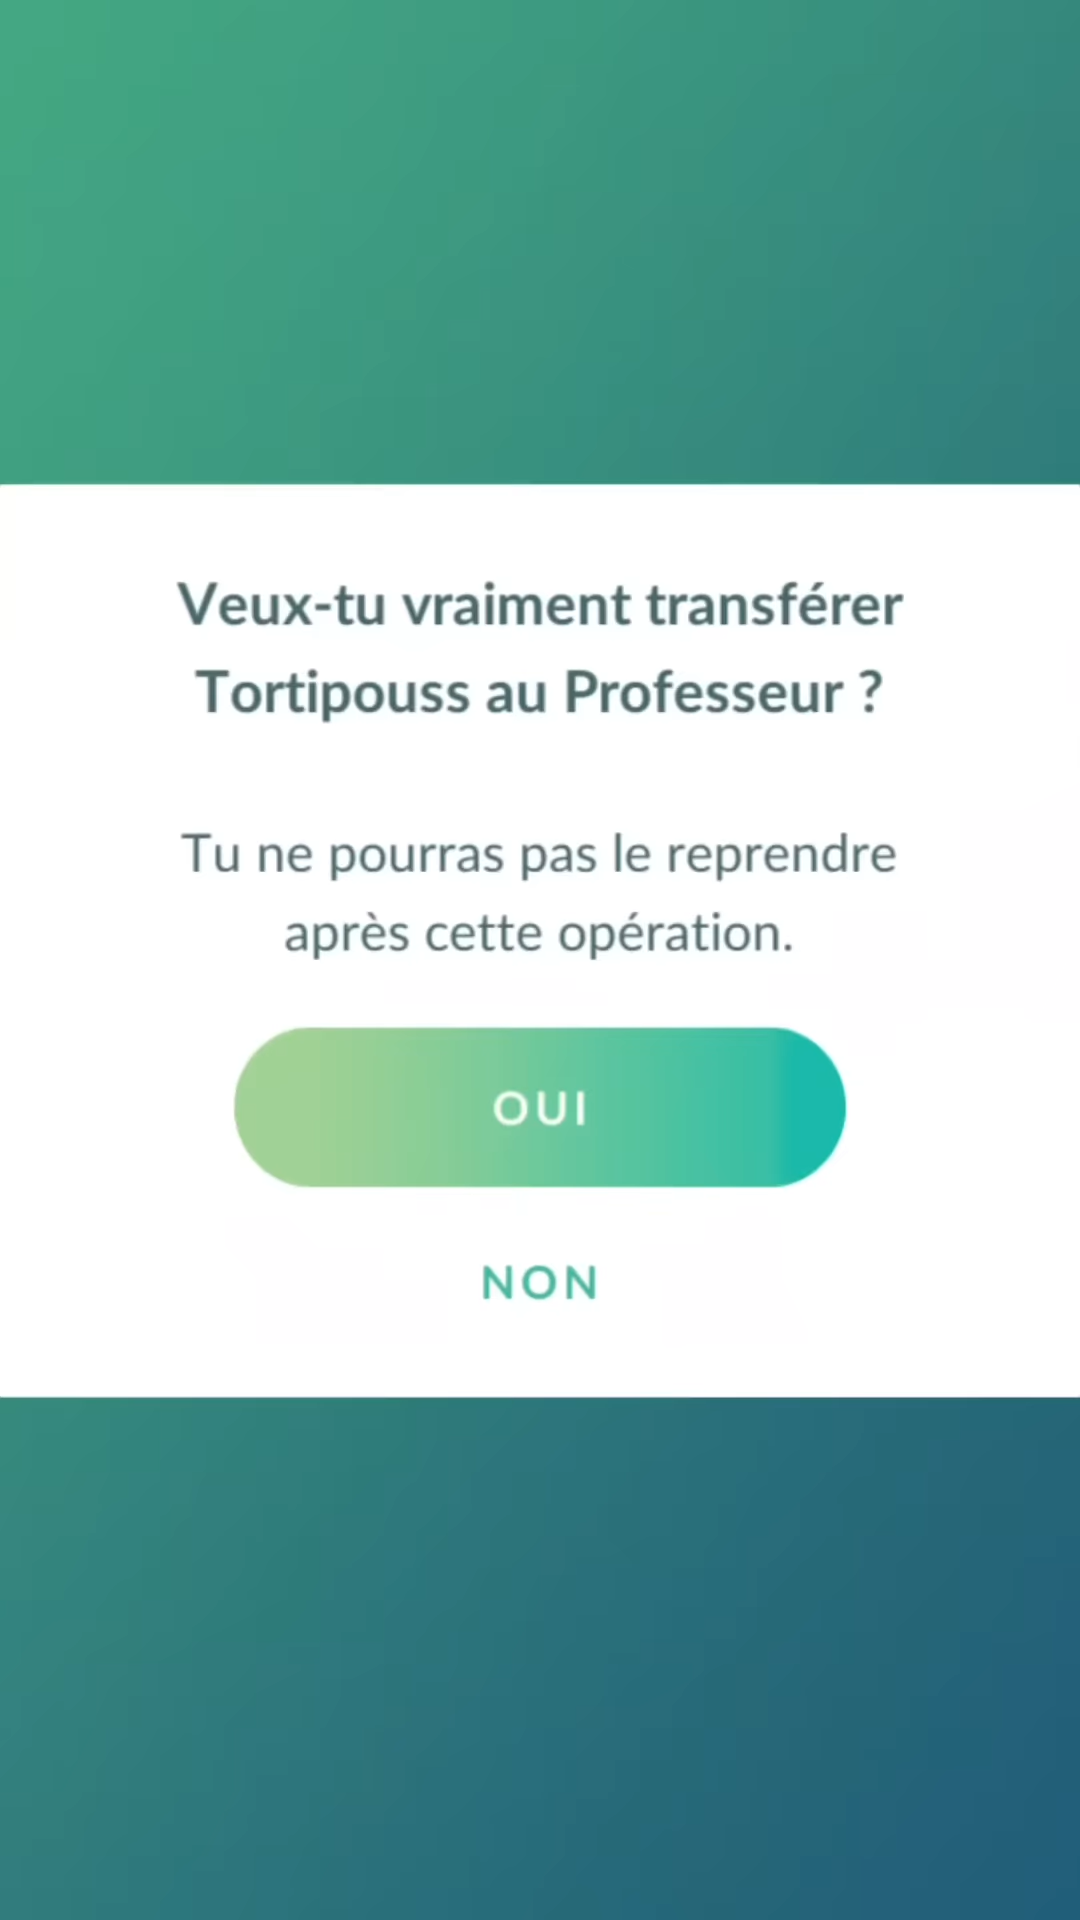 Veux-tu vraiment transférer
Tortipouss au Professeur ?
Tu ne pourras pas le reprendre
après cette opération.
OUI
NON